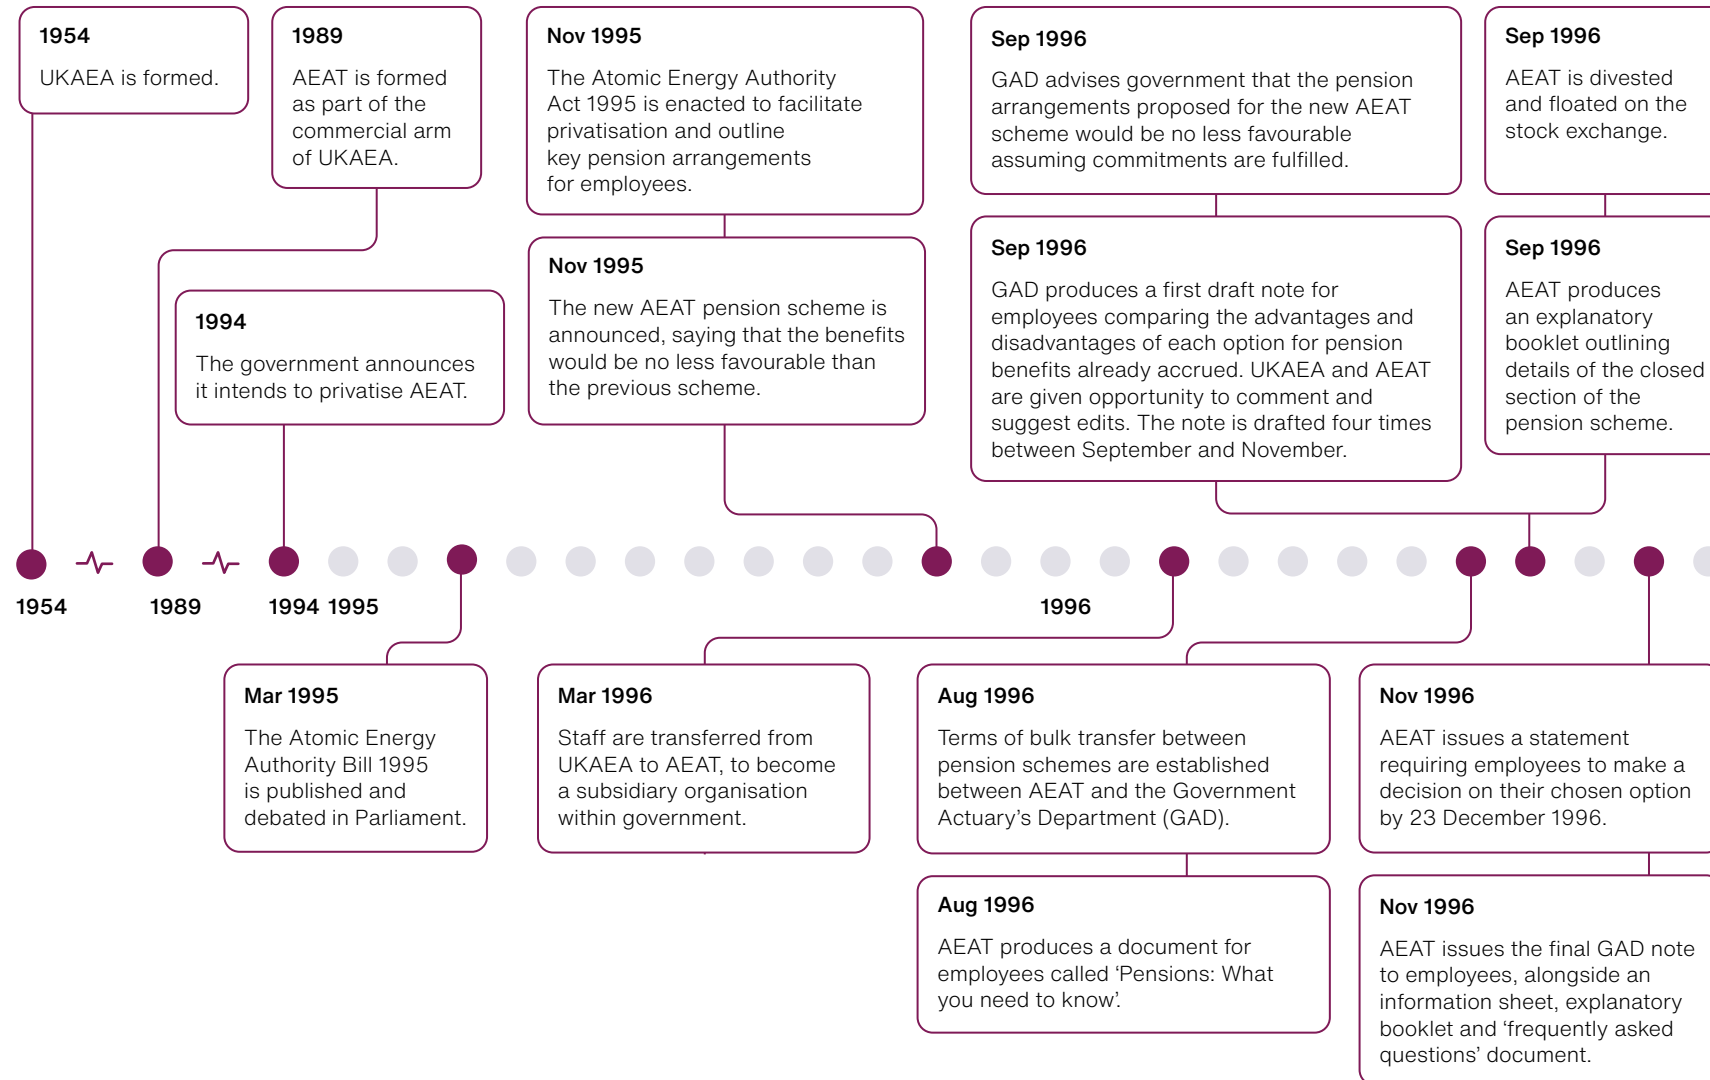 1954
UKAEA is formed.
1989
AEAT is formed
as part of the
commercial arm
of UKAEA.
1994
The government announces
it intends to privatise AEAT.
Nov 1995
The Atomic Energy Authority
Act 1995 is enacted to facilitate
privatisation and outline
key pension arrangements
for employees.
Nov 1995
The new AEAT pension scheme is
announced, saying that the benefits
would be no less favourable than
the previous scheme.
Sep 1996
GAD advises government that the pension
arrangements proposed for the new AEAT
scheme would be no less favourable
assuming commitments are fulfilled.
Sep 1996
GAD produces a first draft note for
employees comparing the advantages and
disadvantages of each option for pension
benefits already accrued. UKAEA and AEAT
are given opportunity to comment and
suggest edits. The note is drafted four times
between September and November.
Sep 1996
AEAT is divested
and floated on the
stock exchange.
Sep 1996
AEAT produces
an explanatory
booklet outlining
details of the closed
section of the
pension scheme.
1954
1989
1994
1995
1996
Mar 1995
The Atomic Energy
Authority Bill 1995
is published and
debated in Parliament.
Mar 1996
Staff are transferred from
UKAEA to AEAT, to become
a subsidiary organisation
within government.
Aug 1996
Terms of bulk transfer between
pension schemes are established
between AEAT and the Government
Actuary’s Department (GAD).
Aug 1996
AEAT produces a document for
employees called ‘Pensions: What
you need to know’.
Nov 1996
AEAT issues a statement
requiring employees to make a
decision on their chosen option
by 23 December 1996.
Nov 1996
AEAT issues the final GAD note
to employees, alongside an
information sheet, explanatory
booklet and ‘frequently asked
questions’ document.